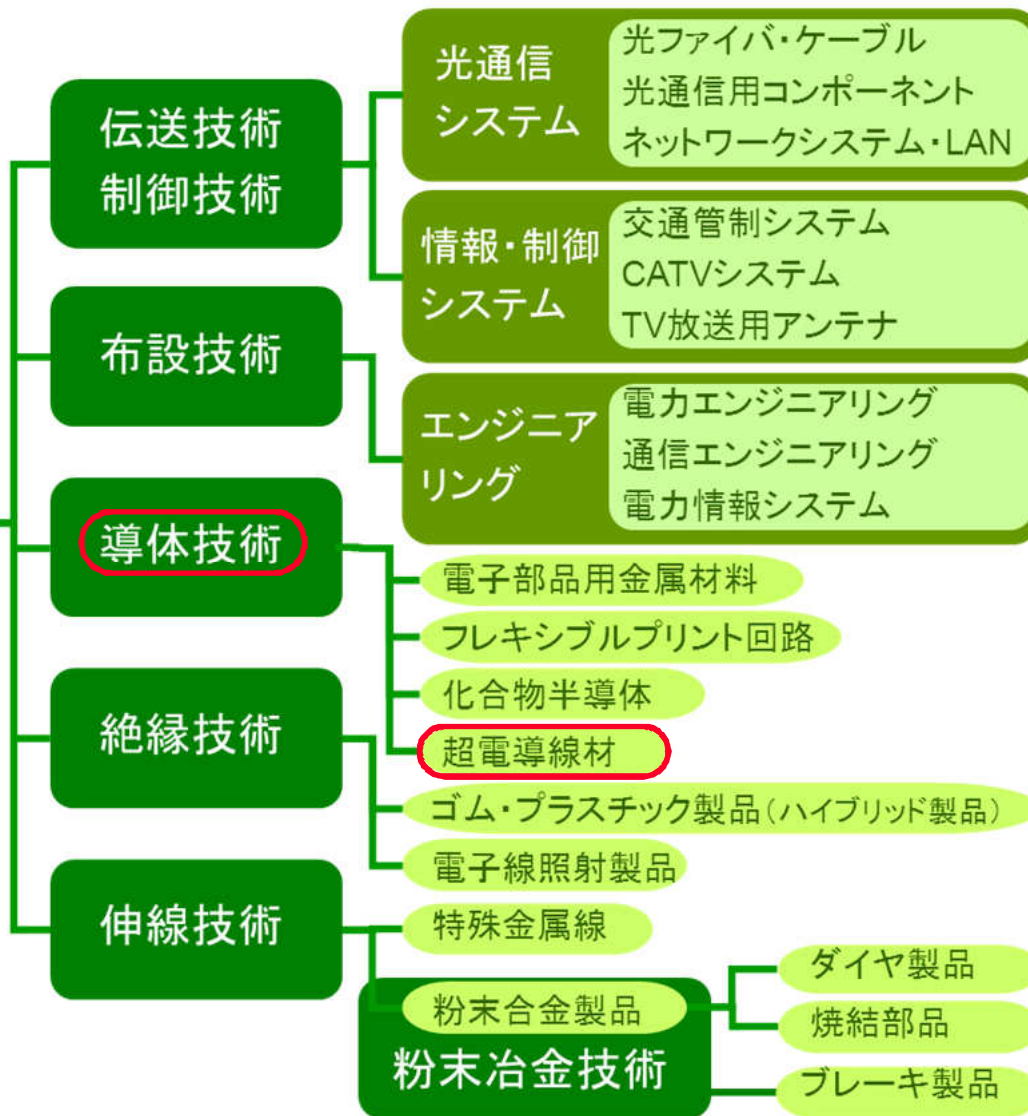 伝送技術
制御技術
光通信
システム
光ファイバ・ケーブル
光通信用コンポーネント
ネットワークシステム・LAN
情報・制御
システム
交通管制システム
CATVシステム
TV放送用アンテナ
布設技術
エンジニア
リング
電力エンジニアリング
通信エンジニアリング
電力情報システム
導体技術
電子部品用金属材料
フレキシブルプリント回路
化合物半導体
超電導線材
絶縁技術
ゴム・プラスチック製品(ハイブリッド製品)
電子線照射製品
伸線技術
特殊金属線
粉末合金製品
粉末冶金技術
ダイヤ製品
焼結部品
ブレーキ製品